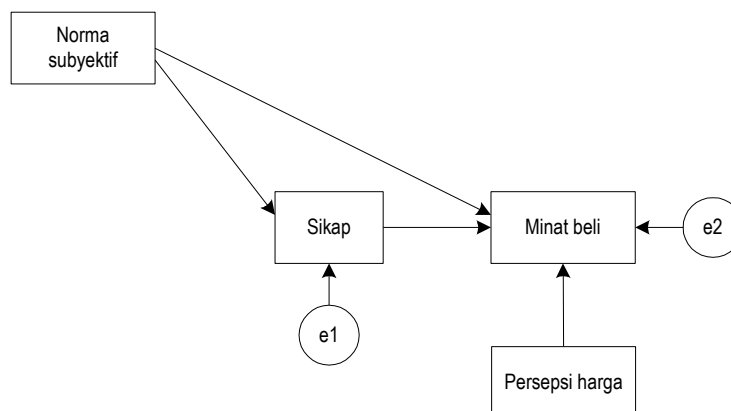 Norma
subyektif
Sikap
Minat beli
e2
e1
Persepsi harga